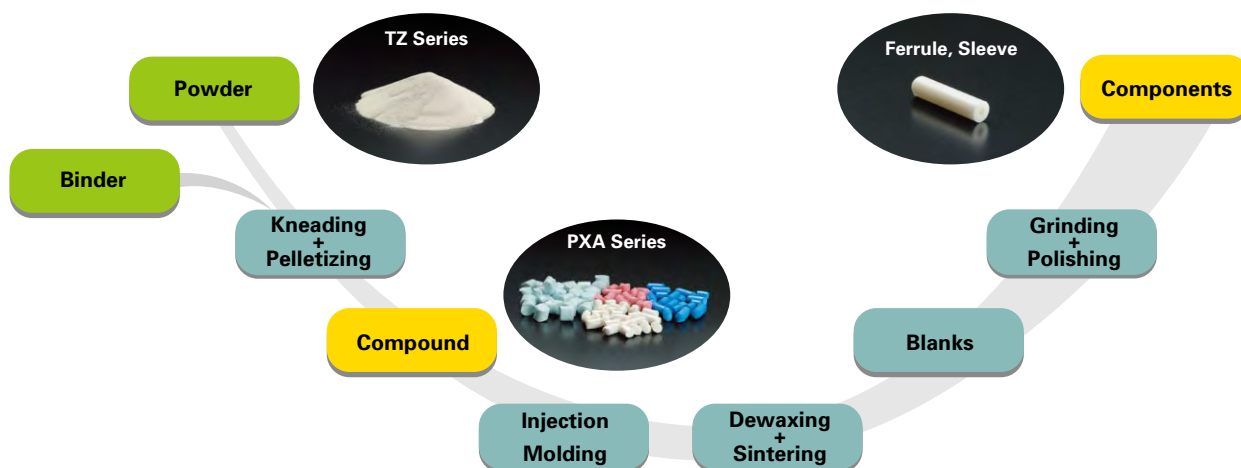 TZ Series
Powder
Binder
Kneading
+
Pelletizing
PXA Series
Compound
Injection
Molding
Dewaxing
+
Sintering
Blanks
Grinding
+
Polishing
Ferrule, Sleeve
Components